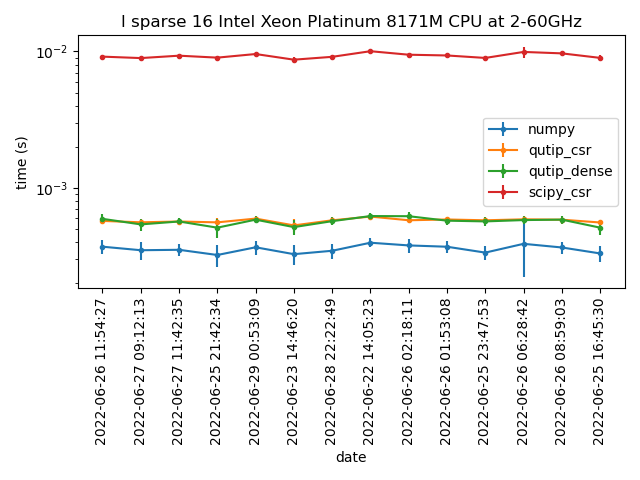 l sparse 16 Intel Xeon Platinum 8171M CPU at 2-60GHz
time (s)
10⁻²
10⁻³
numpy
qutip_csr
qutip_dense
scipy_csr
2022-06-26 11:54:27
2022-06-27 09:12:13
2022-06-27 11:42:35
2022-06-25 21:42:34
2022-06-29 00:53:09
2022-06-23 14:46:20
2022-06-28 22:22:49
2022-06-22 14:05:23
2022-06-26 02:18:11
2022-06-26 01:53:08
2022-06-25 23:47:53
2022-06-26 06:28:42
2022-06-26 08:59:03
2022-06-25 16:45:30
date